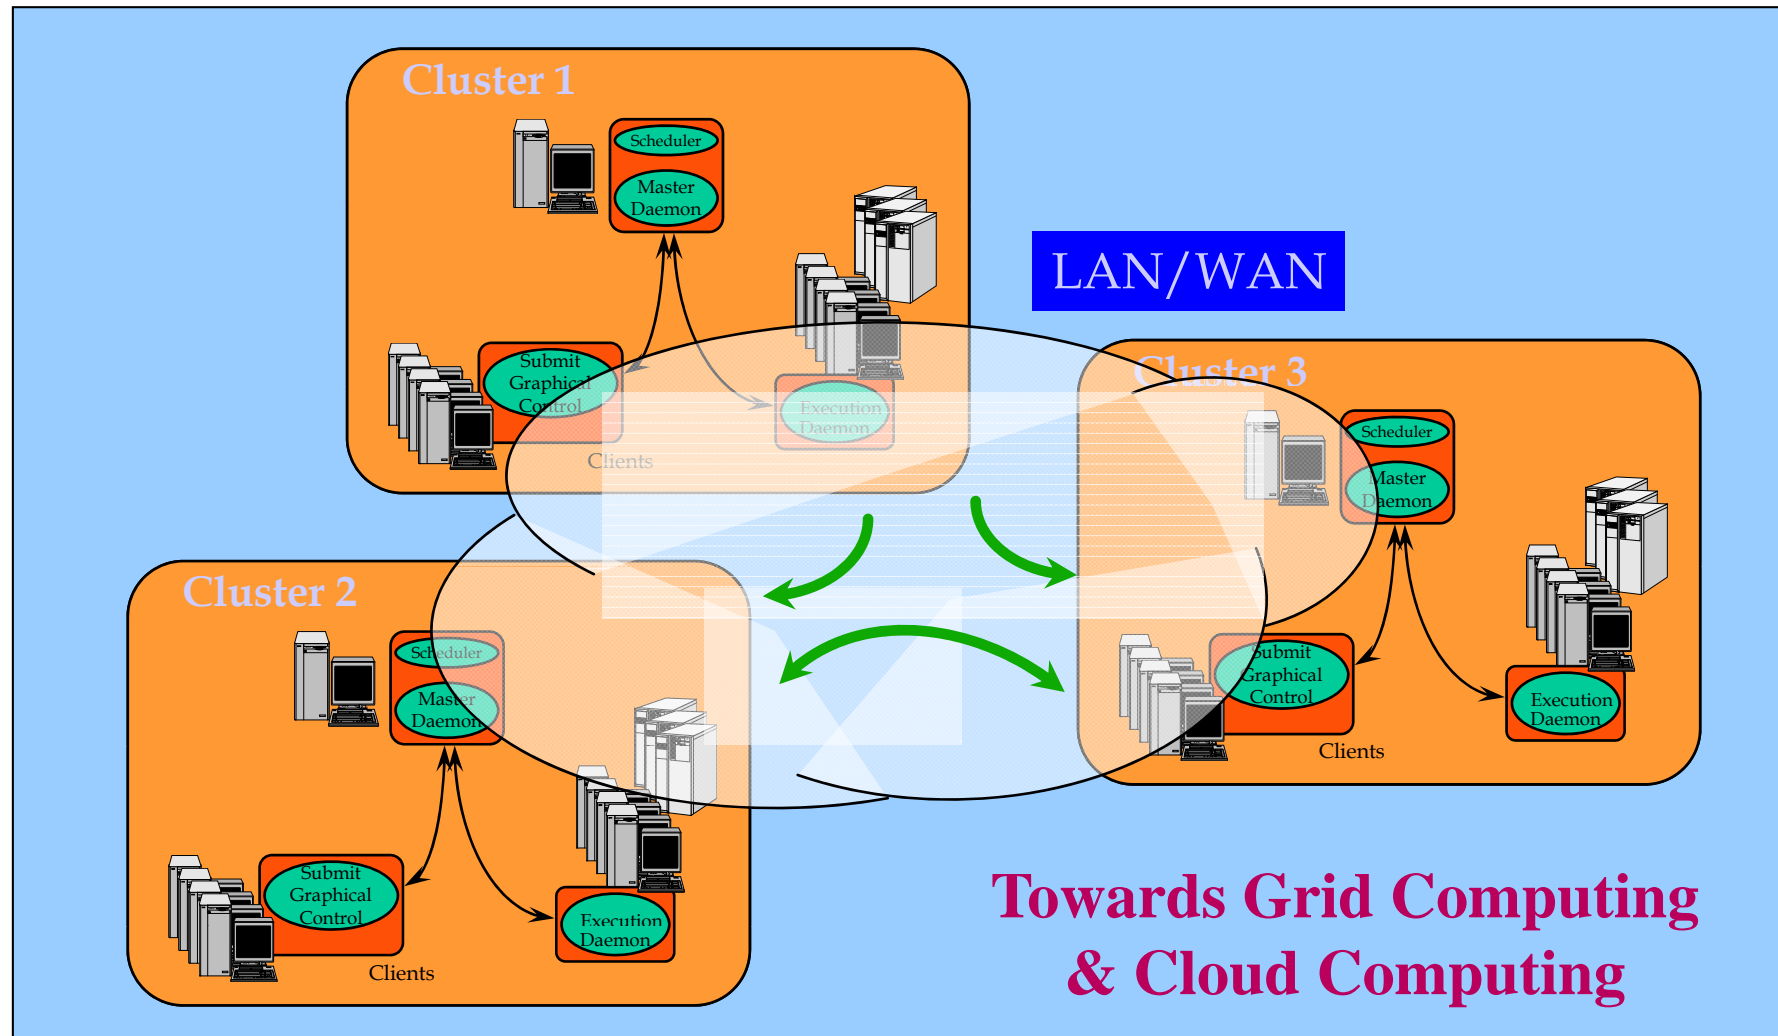 Cluster 1
Scheduler
Master
Daemon
Submit
Graphical
Control
Execution
Daemon
Clients
LAN/WAN
Cluster 3
Scheduler
Master
Daemon
Submit
Graphical
Control
Execution
Daemon
Clients
Cluster 2
Scheduler
Master
Daemon
Submit
Graphical
Control
Execution
Daemon
Clients
Towards Grid Computing
& Cloud Computing